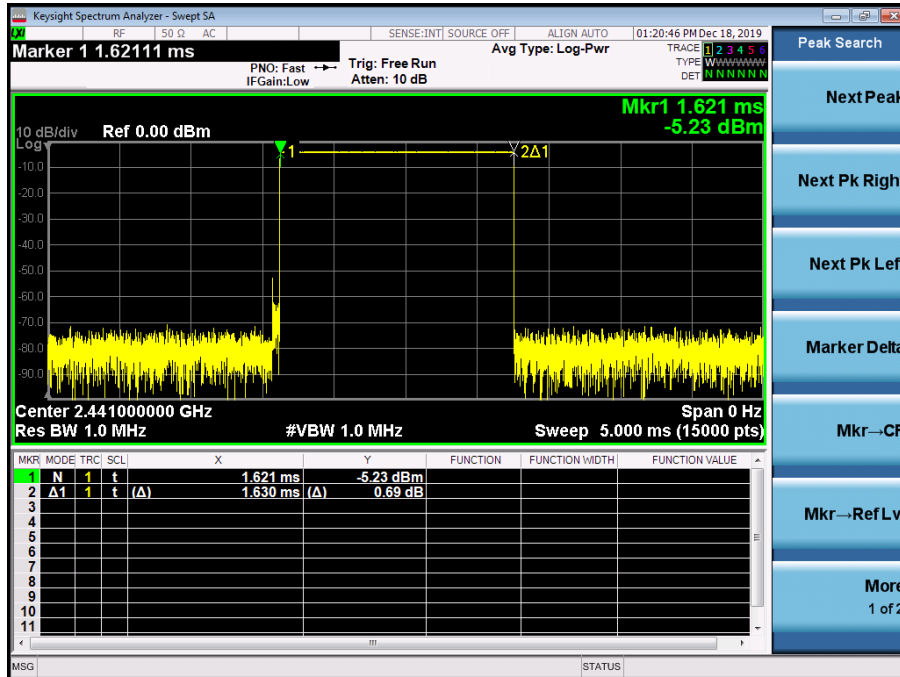 Keysight Spectrum Analyzer - Swept SA
LXI RF 50 Ω AC SENSE:INT SOURCE OFF ALIGN AUTO 01:20:46 PM Dec 18, 2019
Marker 1 1.62111 ms
PNO: Fast
IFGain:Low
Trig: Free Run
Atten: 10 dB
Avg Type: Log-Pwr
TRACE 1 2 3 4 5 6
TYPE WWWWWW
DET N N N N N N
Mkr1 1.621 ms
-5.23 dBm
10 dB/div Ref 0.00 dBm
Log
1
2Δ1
-10.0
-20.0
-30.0
-40.0
-50.0
-60.0
-70.0
-80.0
-90.0
Center 2.441000000 GHz Span 0 Hz
Res BW 1.0 MHz #VBW 1.0 MHz Sweep 5.000 ms (15000 pts)
MKR MODE TRC SCL X Y FUNCTION FUNCTION WIDTH FUNCTION VALUE
1 N 1 t 1.621 ms -5.23 dBm
2 Δ1 1 t (Δ) 1.630 ms (Δ) 0.69 dB
3
4
5
6
7
8
9
10
11
MSG STATUS
Peak Search
Next Peak
Next Pk Righ
Next Pk Lef
Marker Delta
Mkr→CF
Mkr→Ref Lv
More
1 of 2